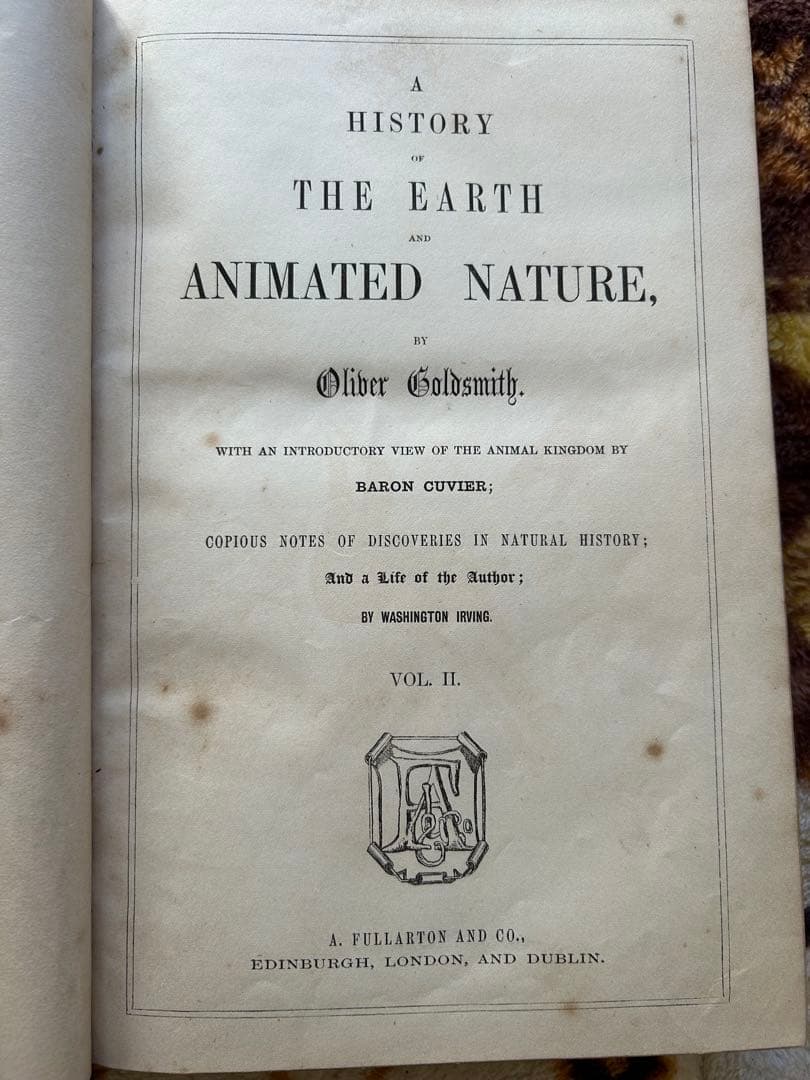 A
HISTORY
OF
THE EARTH
AND
ANIMATED NATURE,
BY
Oliver Goldsmith.
WITH AN INTRODUCTORY VIEW OF THE ANIMAL KINGDOM BY
BARON CUVIER;
COPIOUS NOTES OF DISCOVERIES IN NATURAL HISTORY;
And a Life of the Author;
BY WASHINGTON IRVING.
VOL. II.
A. FULLARTON AND CO.,
EDINBURGH, LONDON, AND DUBLIN.